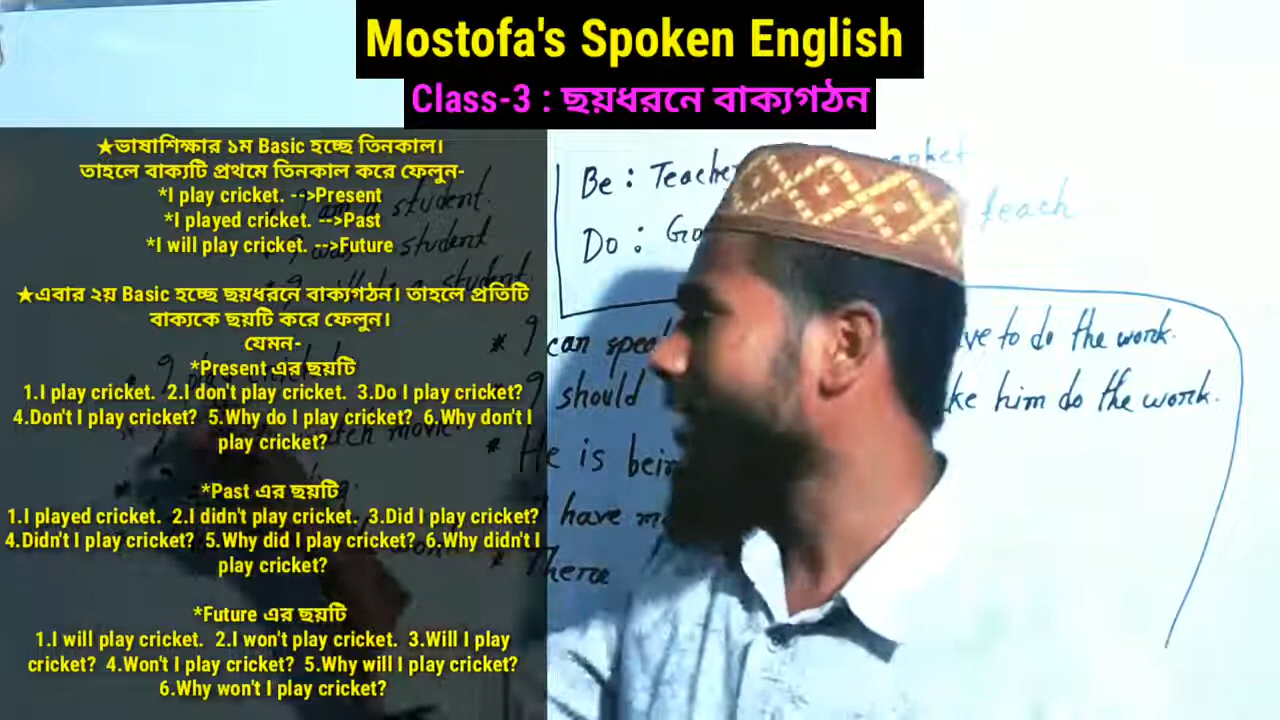 Mostofa's Spoken English
Class-3 : ছয়ধরনে বাক্যগঠন
★ভাষাশিক্ষার ১ম Basic হচ্ছে তিনকাল।
তাহলে বাক্যটি প্রথমে তিনকাল করে ফেলুন-
*I play cricket. -->Present
*I played cricket. -->Past
*I will play cricket. -->Future
★এবার ২য় Basic হচ্ছে ছয়ধরনে বাক্যগঠন। তাহলে প্রতিটি
বাক্যকে ছয়টি করে ফেলুন।
যেমন-
*Present এর ছয়টি
1.I play cricket. 2.I don't play cricket. 3.Do I play cricket?
4.Don't I play cricket? 5.Why do I play cricket? 6.Why don't I
play cricket?
*Past এর ছয়টি
1.I played cricket. 2.I didn't play cricket. 3.Did I play cricket?
4.Didn't I play cricket? 5.Why did I play cricket? 6.Why didn't I
play cricket?
*Future এর ছয়টি
1.I will play cricket. 2.I won't play cricket. 3.Will I play
cricket? 4.Won't I play cricket? 5.Why will I play cricket?
6.Why won't I play cricket?
Be : Teacher
Do : Go teach
* I can to do the work.
* I should him do the work.
* He is
I have
* There
student.
student
student
movie.